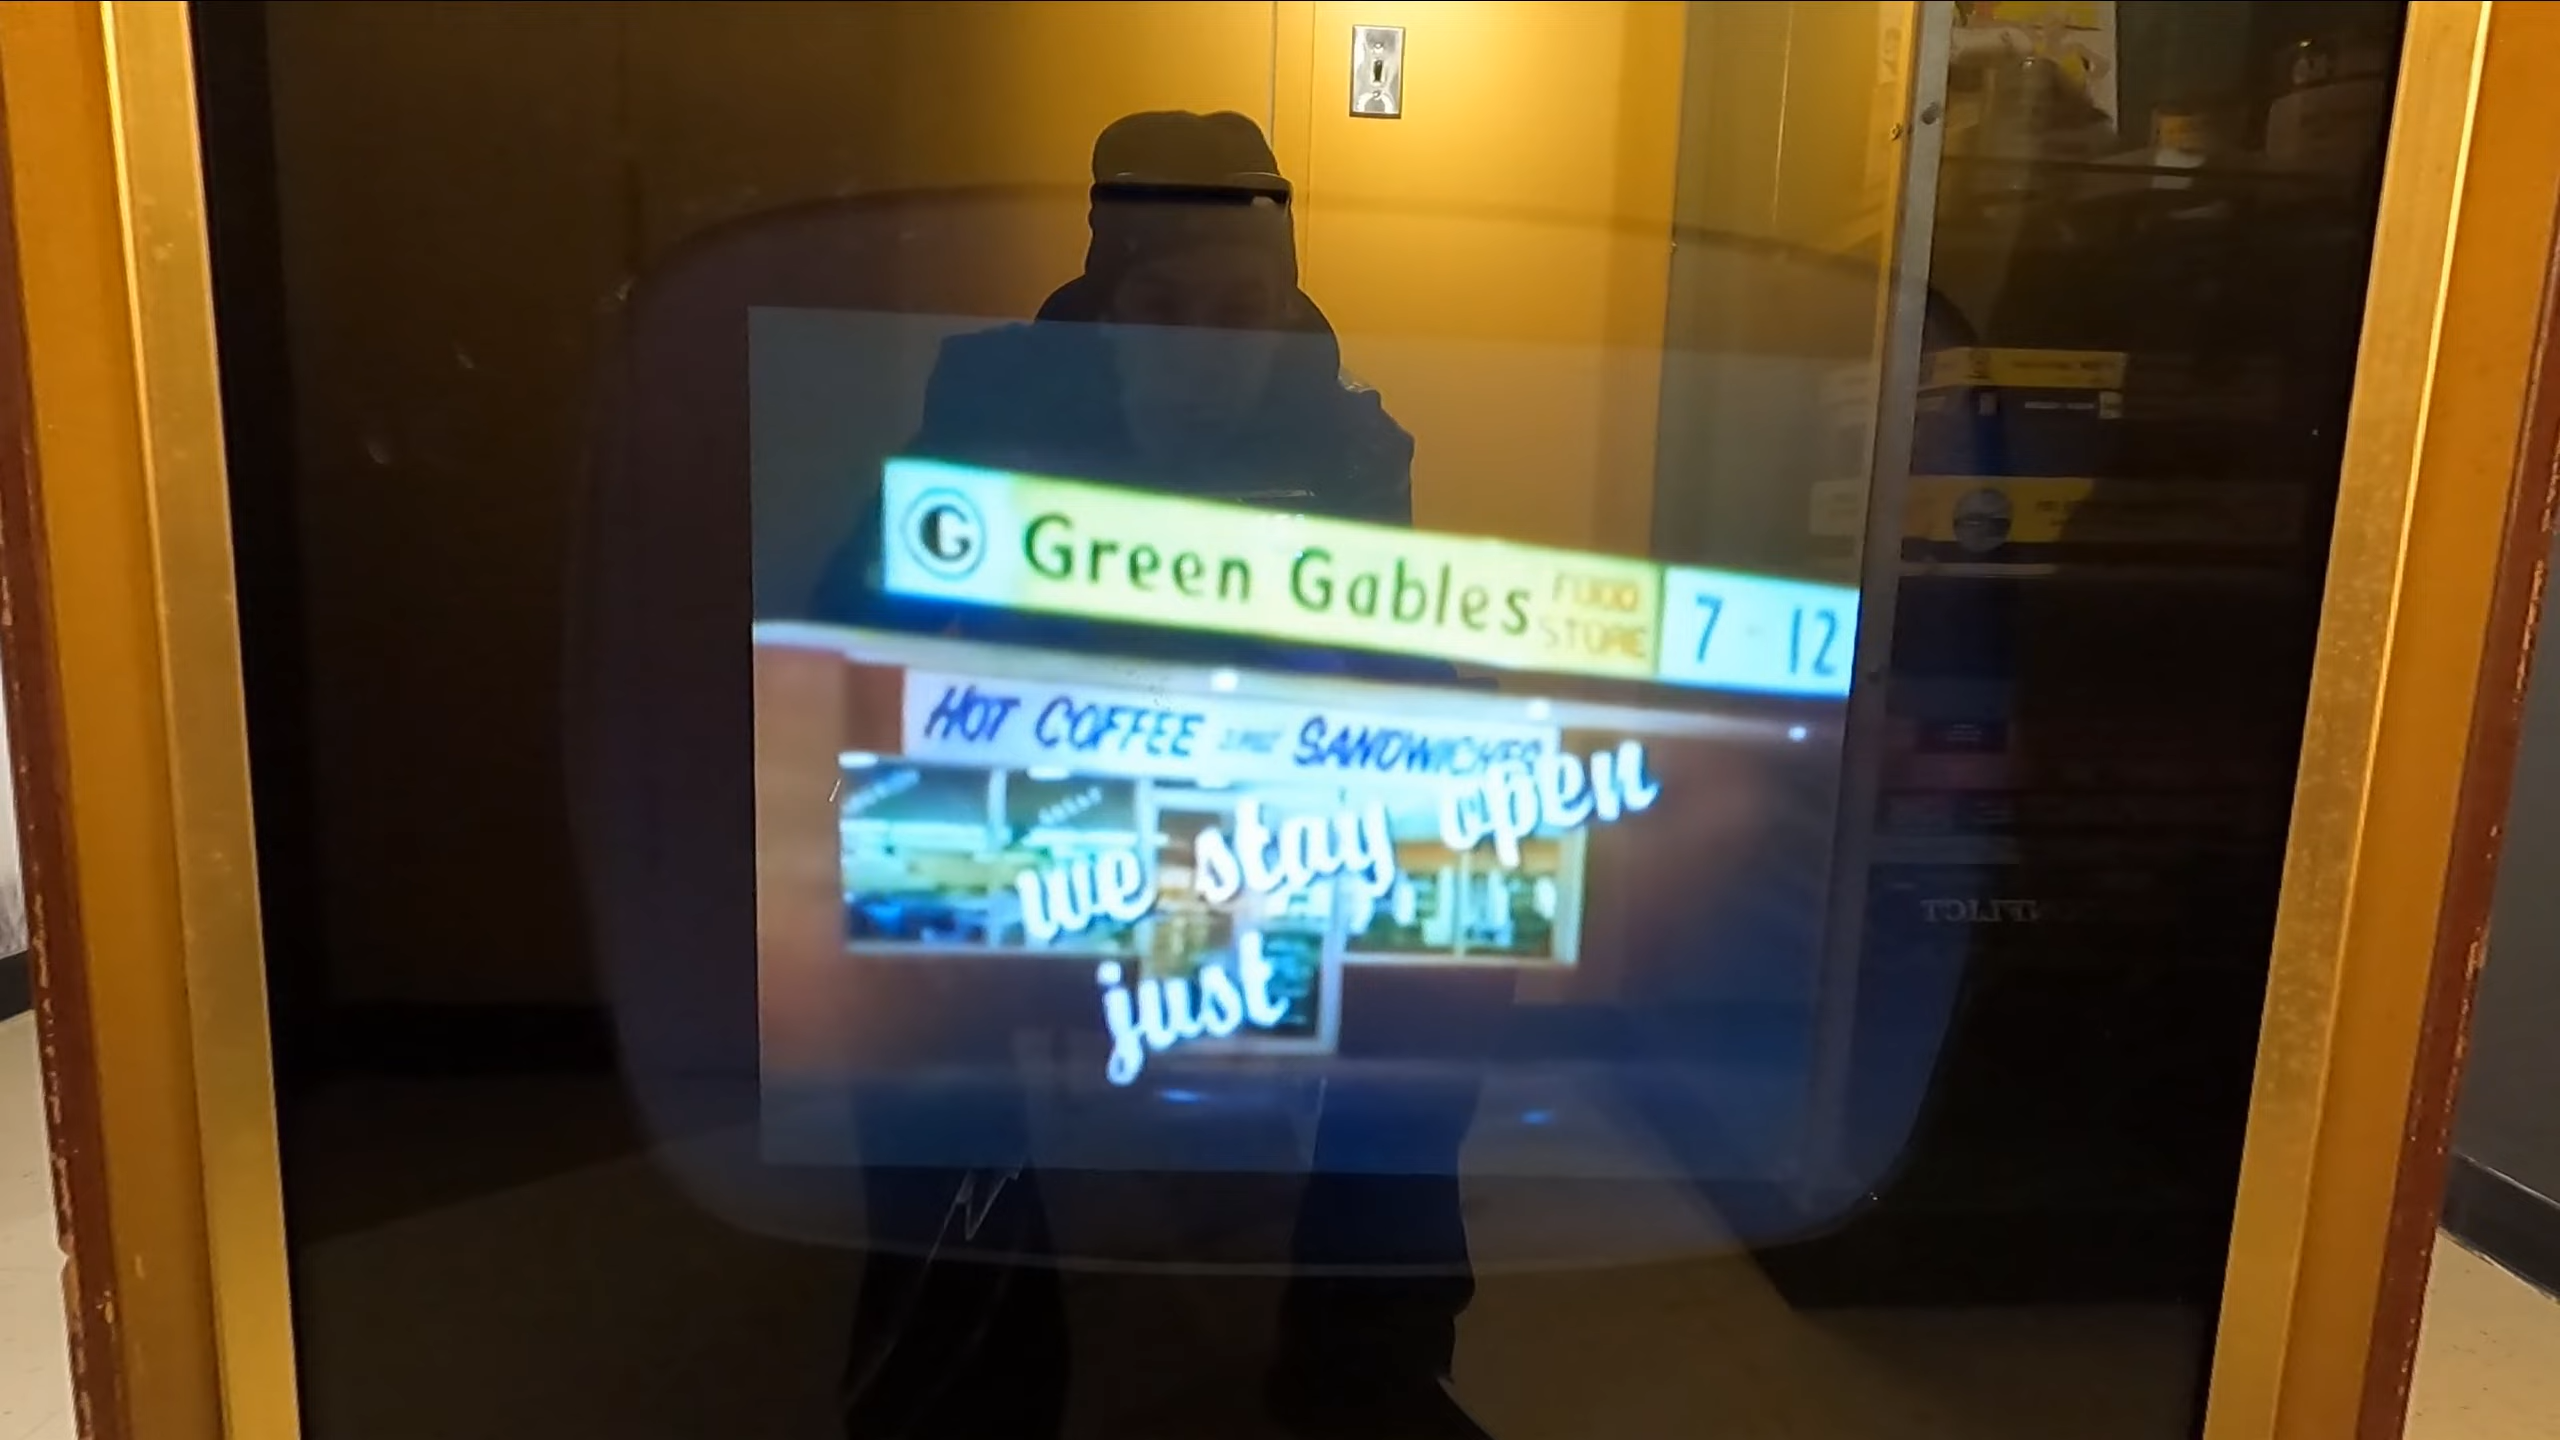 G Green Gables FOOD STORE 7 - 12
HOT COFFEE AND SANDWICHES
we stay open
just